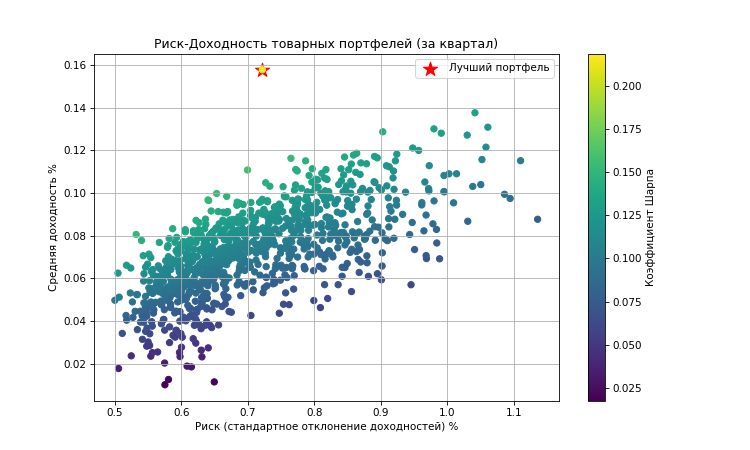 Риск-Доходность товарных портфелей (за квартал)
Лучший портфель
Средняя доходность %
0.16
0.14
0.12
0.10
0.08
0.06
0.04
0.02
0.5 0.6 0.7 0.8 0.9 1.0 1.1
Риск (стандартное отклонение доходностей) %
0.200
0.175
0.150
0.125
0.100
0.075
0.050
0.025
Коэффициент Шарпа